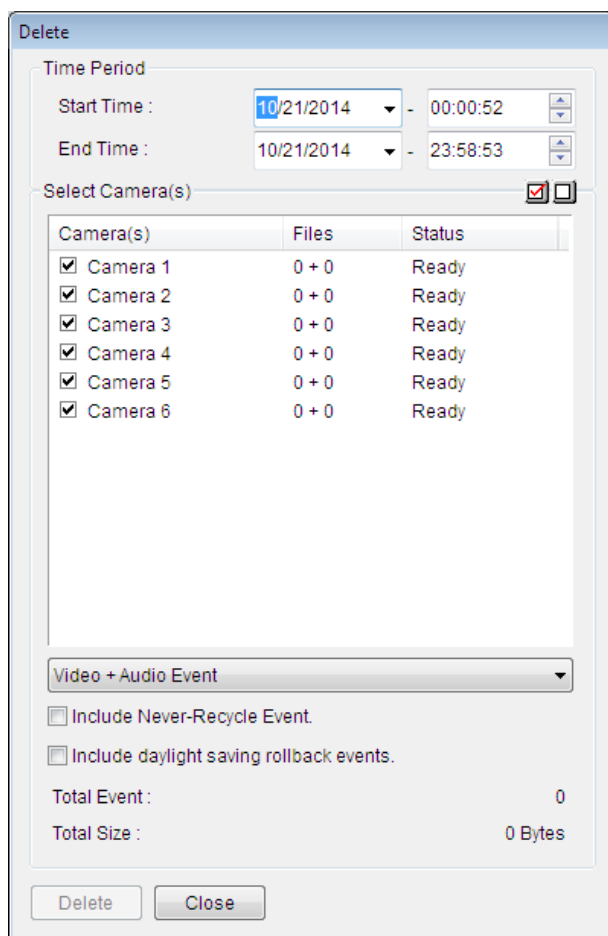 Delete
Time Period
Start Time : 10/21/2014 - 00:00:52
End Time : 10/21/2014 - 23:58:53
Select Camera(s)
Camera(s) Files Status
Camera 1 0 + 0 Ready
Camera 2 0 + 0 Ready
Camera 3 0 + 0 Ready
Camera 4 0 + 0 Ready
Camera 5 0 + 0 Ready
Camera 6 0 + 0 Ready
Video + Audio Event
Include Never-Recycle Event.
Include daylight saving rollback events.
Total Event : 0
Total Size : 0 Bytes
Delete Close